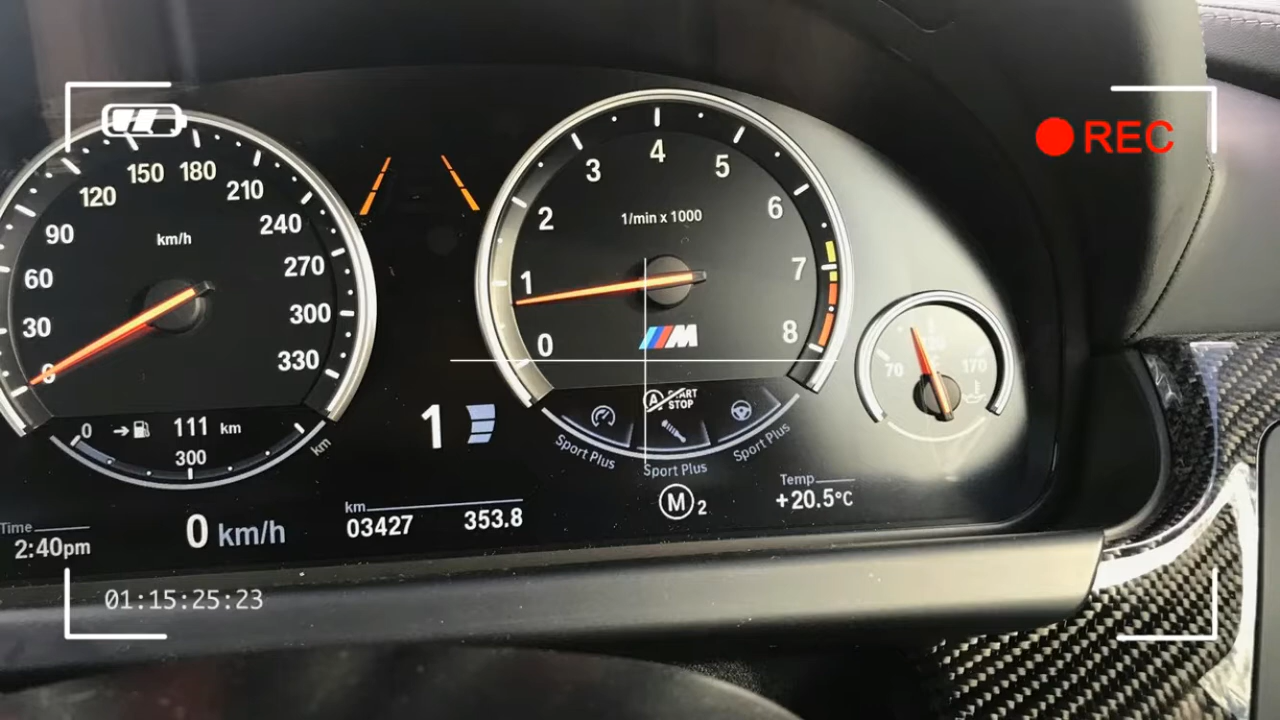 REC
120 150 180 210
90 240
60 270
30 300
0 330
km/h
0 111 km
300 km
3 4 5
2 6
1/min x 1000
1 7
0 8
M
70 170
A START
STOP
1
Sport Plus Sport Plus Sport Plus
M 2
Temp
+20.5°C
km
03427 353.8
Time
2:40pm
0 km/h
01:15:25:23